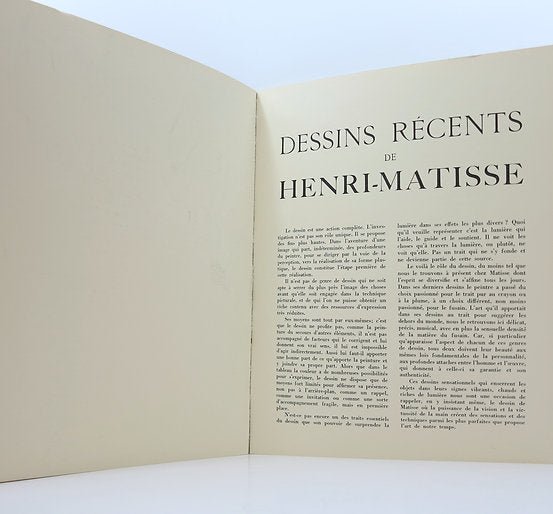 DESSINS RÉCENTS
DE
HENRI-MATISSE
Le dessin est une action complète. L'inves-
tigation n'est pas son rôle unique. Il se propose
des fins plus hautes. Dans l'aventure d'une
image qui part, indéterminée, des profondeurs
du peintre, pour se diriger par la voie de la
perception, vers la réalisation de sa forme plas-
tique, le dessin constitue l'étape première de
cette réalisation.
Il n'est pas de genre de dessin qui ne soit
apte à serrer du plus près l'image des choses
avant qu'elle soit engagée dans la technique
picturale, et de qui l'on ne puisse obtenir un
riche contenu avec des ressources d'expression
très réduites.
Ses moyens sont tout par eux-mêmes; c'est
que le dessin ne profite pas, comme la pein-
ture du secours d'autres éléments, il n'est pas
accompagné de facteurs qui le corrigent et lui
donnent son vrai sens, il lui est impossible
d'agir indirectement. Aussi lui faut-il apporter
une bonne part de ce qu'apporte la peinture et
y joindre sa propre part. Alors que dans le
tableau la couleur a de nombreuses possibilités
pour s'exprimer, le dessin ne dispose que de
moyens fort limités pour affirmer sa présence,
non pas à l'arrière-plan, comme un rappel,
comme une invitation ou comme une sorte
d'accompagnement fragile, mais en première
place.
N'est-ce pas encore un des traits essentiels
du dessin que son pouvoir de surprendre la
lumière dans ses effets les plus divers ? Quoi
qu'il veuille représenter c'est la lumière qui
l'aide, le guide et le soutient. Il ne voit les
choses qu'à travers la lumière, ou plutôt, ne
voit qu'elle. Pas un trait qui ne s'y fonde et
ne devienne partie de cette source.
Le voilà le rôle du dessin, du moins tel que
nous le trouvons à présent chez Matisse dont
l'esprit se diversifie et s'affine tous les jours.
Dans ses derniers dessins le peintre a passé du
choix passionné pour le trait pur au crayon ou
à la plume, à un choix différent, non moins
passionné, pour le fusain. L'art qu'il apportait
dans ses dessins au trait pour suggérer les
dehors du monde, nous le retrouvons ici délicat,
précis, musical, avec en plus la sensuelle densité
de la matière du fusain. Car, si particulier
qu'apparaisse l'aspect de chacun de ces genres
de dessin, tous deux doivent leur beauté aux
mêmes lois fondamentales de la personnalité,
aux profondes attaches entre l'homme et l'œuvre,
qui donnent à celle-ci sa garantie et son
authenticité.
Ces dessins sensationnels qui enserrent les
objets dans leurs signes vibrants, chauds et
riches de lumière nous sont une occasion de
rappeler, en y insistant même, le dessin de
Matisse où la puissance de la vision et la vir-
tuosité de la main créent des sensations et des
techniques parmi les plus parfaites que propose
l'art de notre temps.